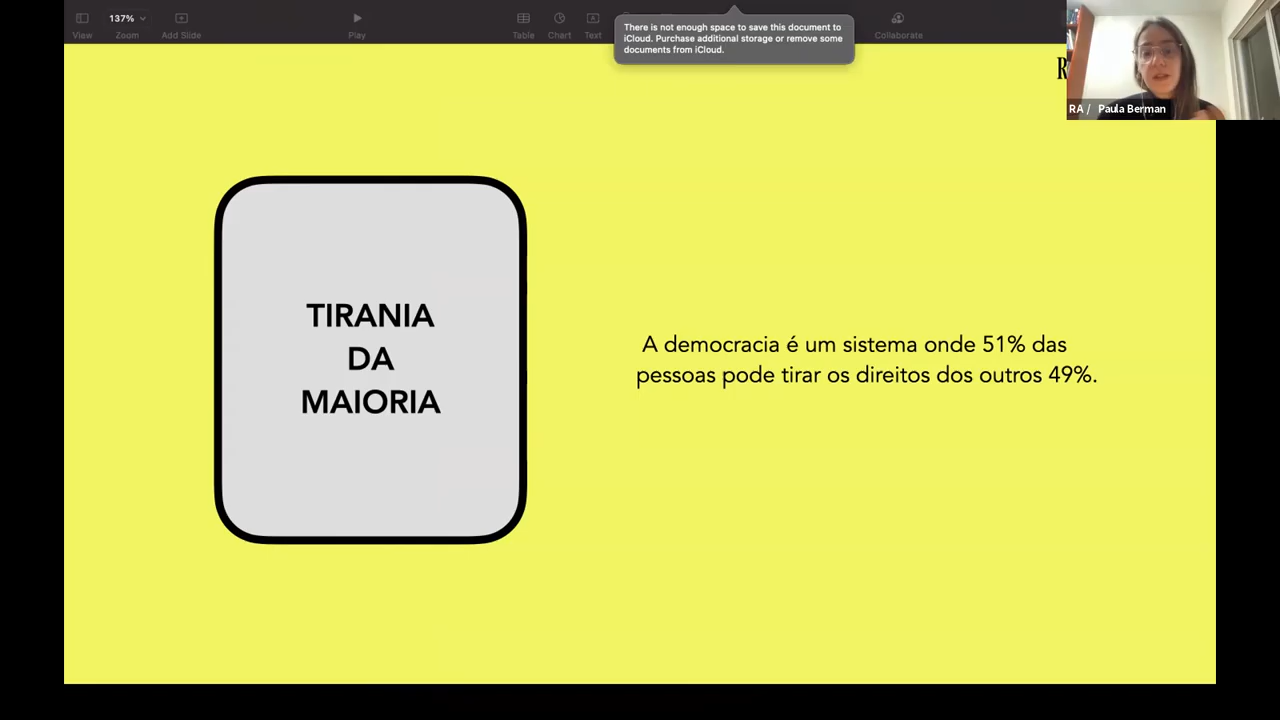 137%
View
Zoom
Add Slide
Play
Table
Chart
Text
Collaborate
There is not enough space to save this document to
iCloud. Purchase additional storage or remove some
documents from iCloud.
R
RA / Paula Berman
TIRANIA
DA
MAIORIA
A democracia é um sistema onde 51% das
pessoas pode tirar os direitos dos outros 49%.